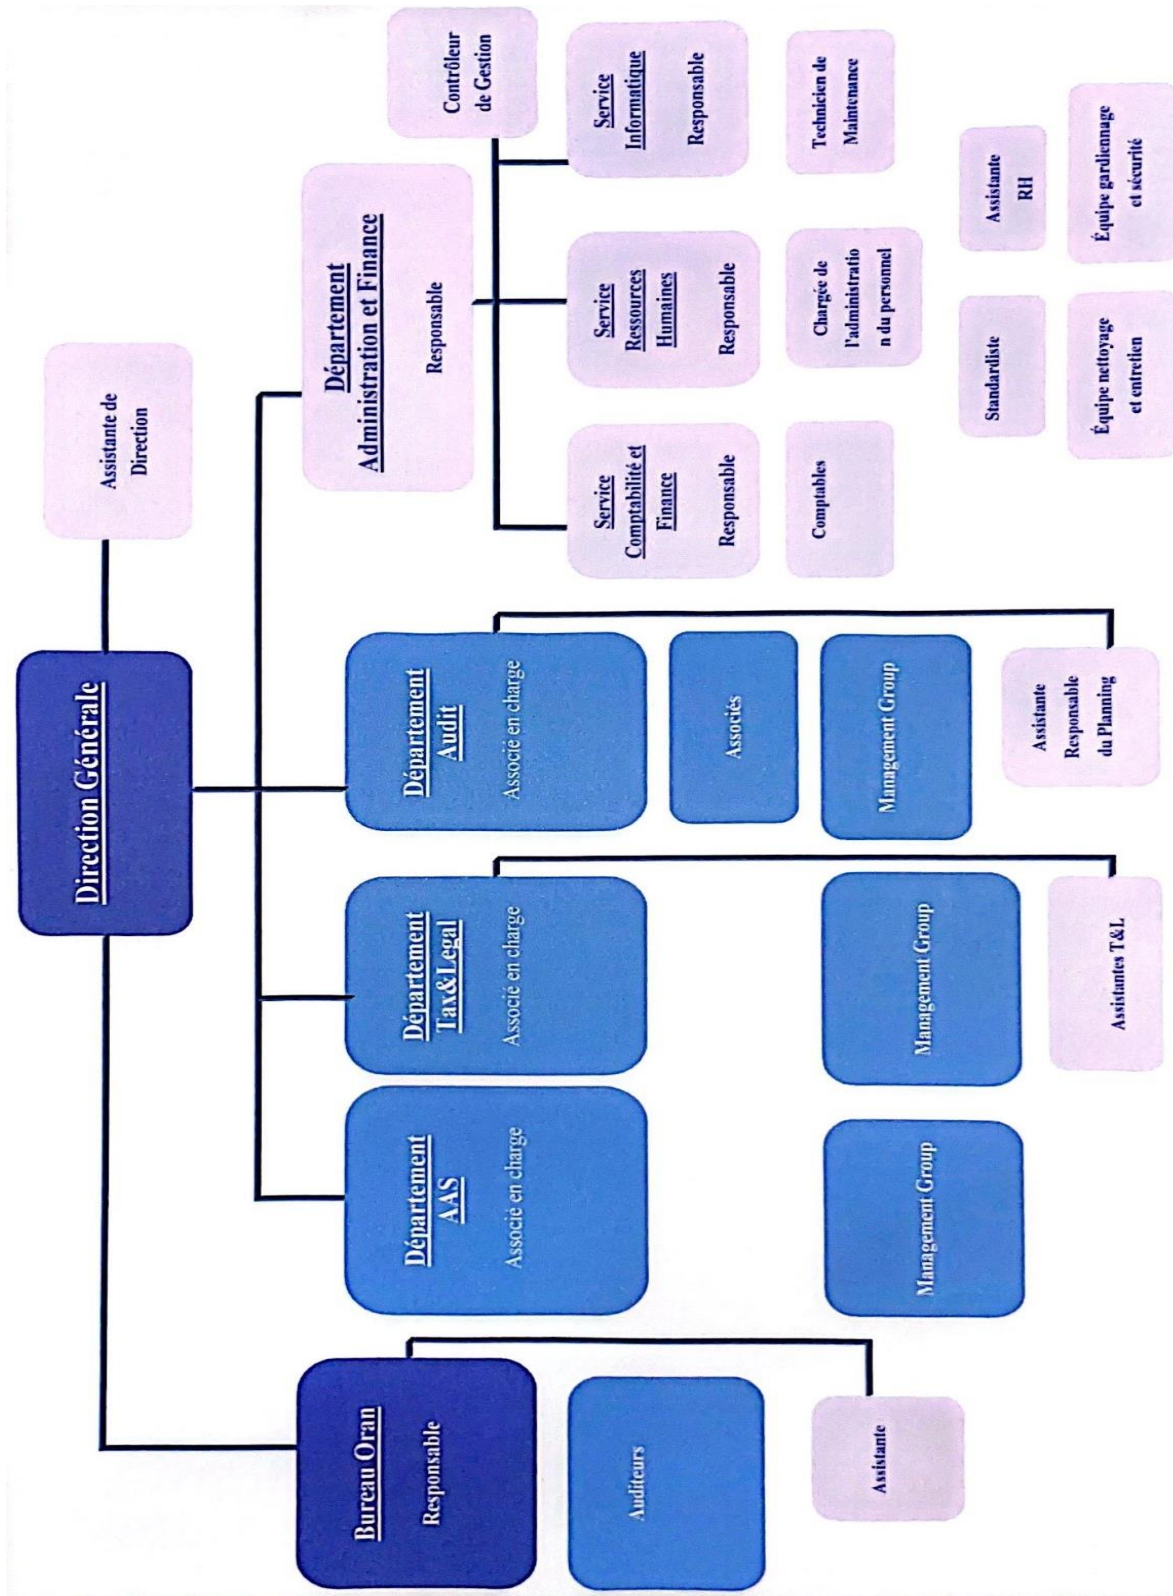 Direction Générale
Assistante de
Direction
Bureau Oran
Responsable
Auditeurs
Assistante
Département
AAS
Associé en charge
Management Group
Département
Tax&Legal
Associé en charge
Management Group
Assistantes T&L
Département
Audit
Associé en charge
Associés
Management Group
Assistante
Responsable
du Planning
Département
Administration et Finance
Responsable
Contrôleur
de Gestion
Service
Comptabilité et
Finance
Responsable
Comptables
Service
Ressources
Humaines
Responsable
Chargée de
l'administratio
n du personnel
Service
Informatique
Responsable
Technicien de
Maintenance
Standardiste
Assistante
RH
Équipe nettoyage
et entretien
Équipe gardiennage
et sécurité